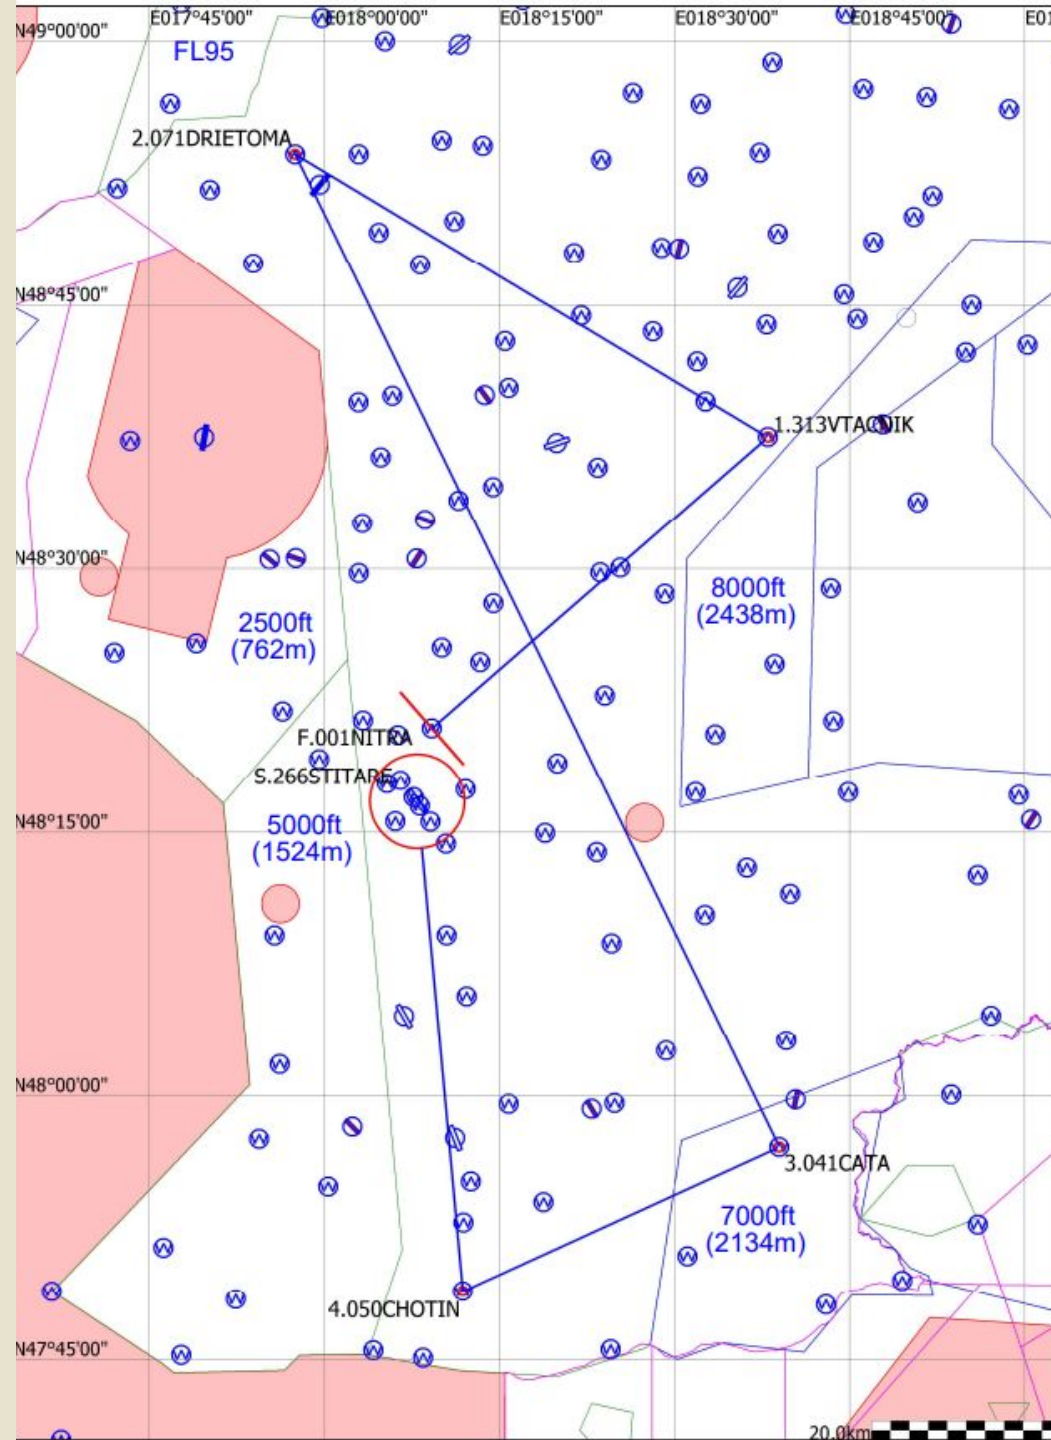 E017°45'00" E018°00'00" E018°15'00" E018°30'00" E018°45'00" E01
N49°00'00"
FL95
2.071DRIETOMA
N48°45'00"
1.313VTACNIK
N48°30'00"
8000ft
(2438m)
2500ft
(762m)
F.001NITRA
S.266STITARE
N48°15'00"
5000ft
(1524m)
N48°00'00"
3.041CATA
7000ft
(2134m)
4.050CHOTIN
N47°45'00"
20.0km